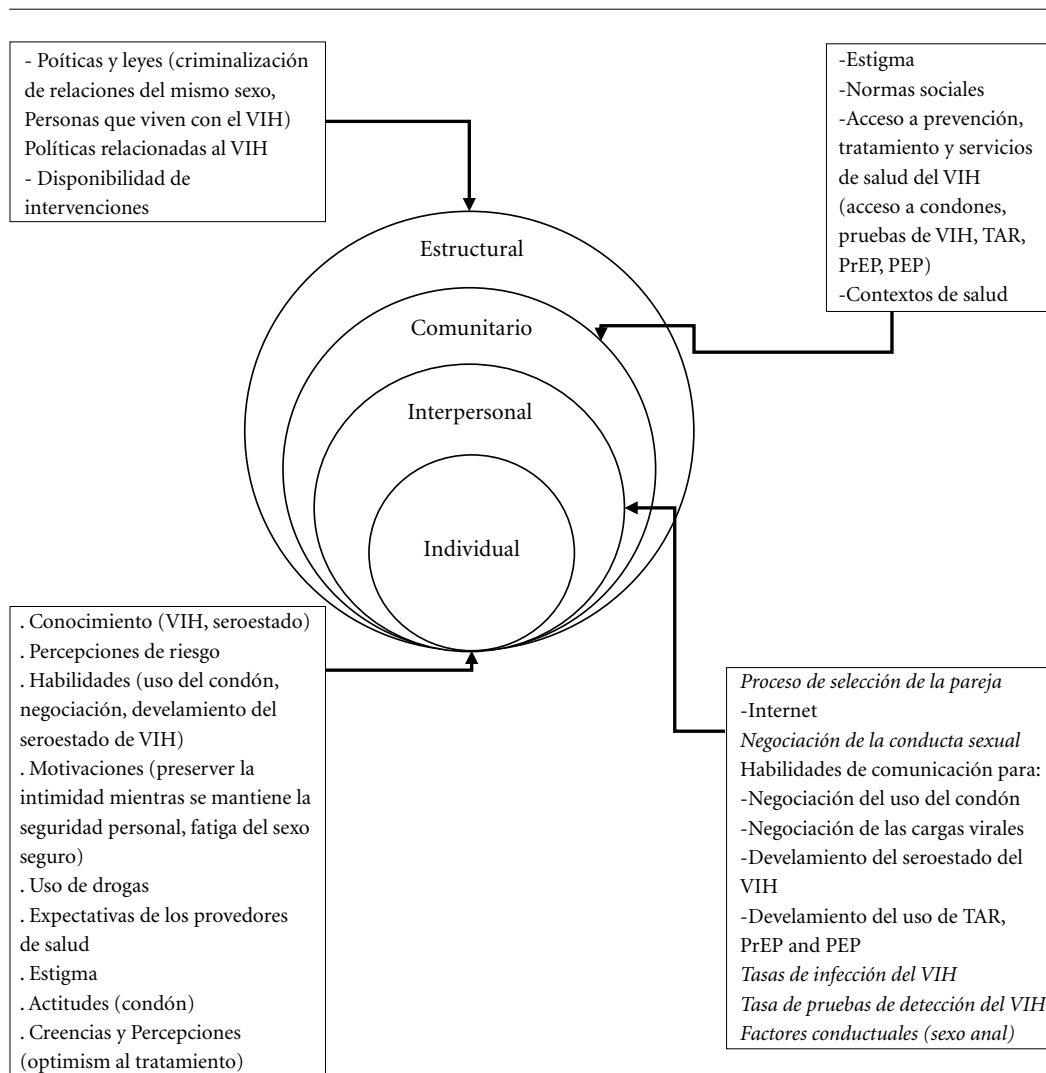 - Poíticas y leyes (criminalización
de relaciones del mismo sexo,
Personas que viven con el VIH)
Políticas relacionadas al VIH
- Disponibilidad de
intervenciones
-Estigma
-Normas sociales
-Acceso a prevención,
tratamiento y servicios
de salud del VIH
(acceso a condones,
pruebas de VIH, TAR,
PrEP, PEP)
-Contextos de salud
Estructural
Comunitario
Interpersonal
Individual
. Conocimiento (VIH, seroestado)
. Percepciones de riesgo
. Habilidades (uso del condón,
negociación, develamiento del
seroestado de VIH)
. Motivaciones (preserver la
intimidad mientras se mantiene la
seguridad personal, fatiga del sexo
seguro)
. Uso de drogas
. Expectativas de los provedores
de salud
. Estigma
. Actitudes (condón)
. Creencias y Percepciones
(optimism al tratamiento)
Proceso de selección de la pareja
-Internet
Negociación de la conducta sexual
Habilidades de comunicación para:
-Negociación del uso del condón
-Negociación de las cargas virales
-Develamiento del seroestado del
VIH
-Develamiento del uso de TAR,
PrEP and PEP
Tasas de infección del VIH
Tasa de pruebas de detección del VIH
Factores conductuales (sexo anal)